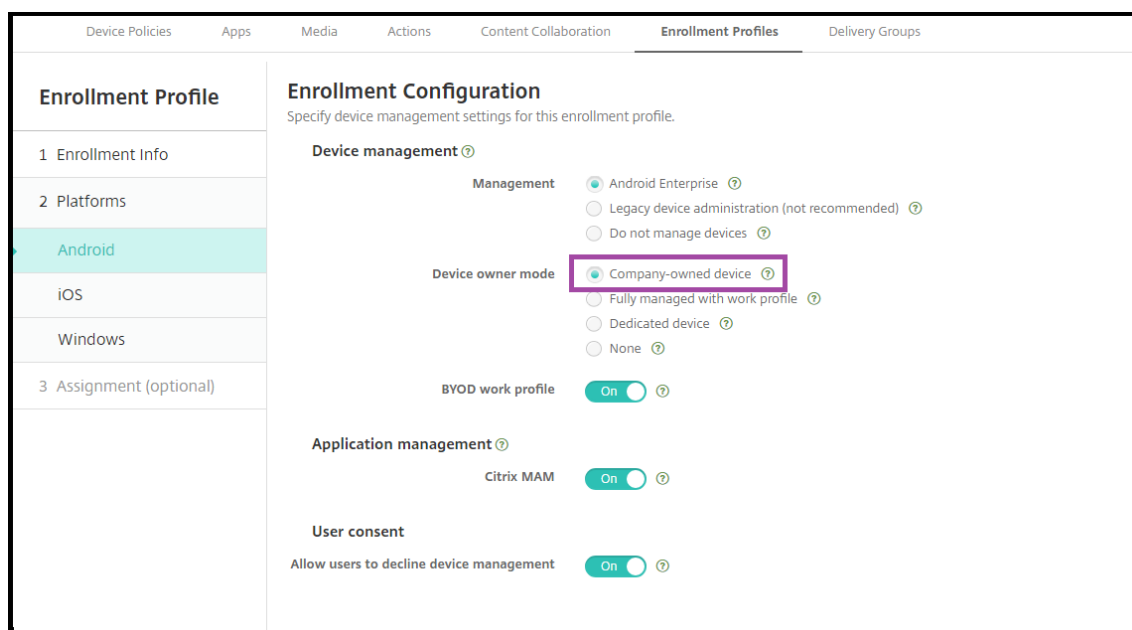 Device Policies Apps Media Actions Content Collaboration Enrollment Profiles Delivery Groups
Enrollment Profile
1 Enrollment Info
2 Platforms
Android
iOS
Windows
3 Assignment (optional)
Enrollment Configuration
Specify device management settings for this enrollment profile.
Device management ?
Management Android Enterprise ?
Legacy device administration (not recommended) ?
Do not manage devices ?
Device owner mode Company-owned device ?
Fully managed with work profile ?
Dedicated device ?
None ?
BYOD work profile On ?
Application management ?
Citrix MAM On ?
User consent
Allow users to decline device management On ?